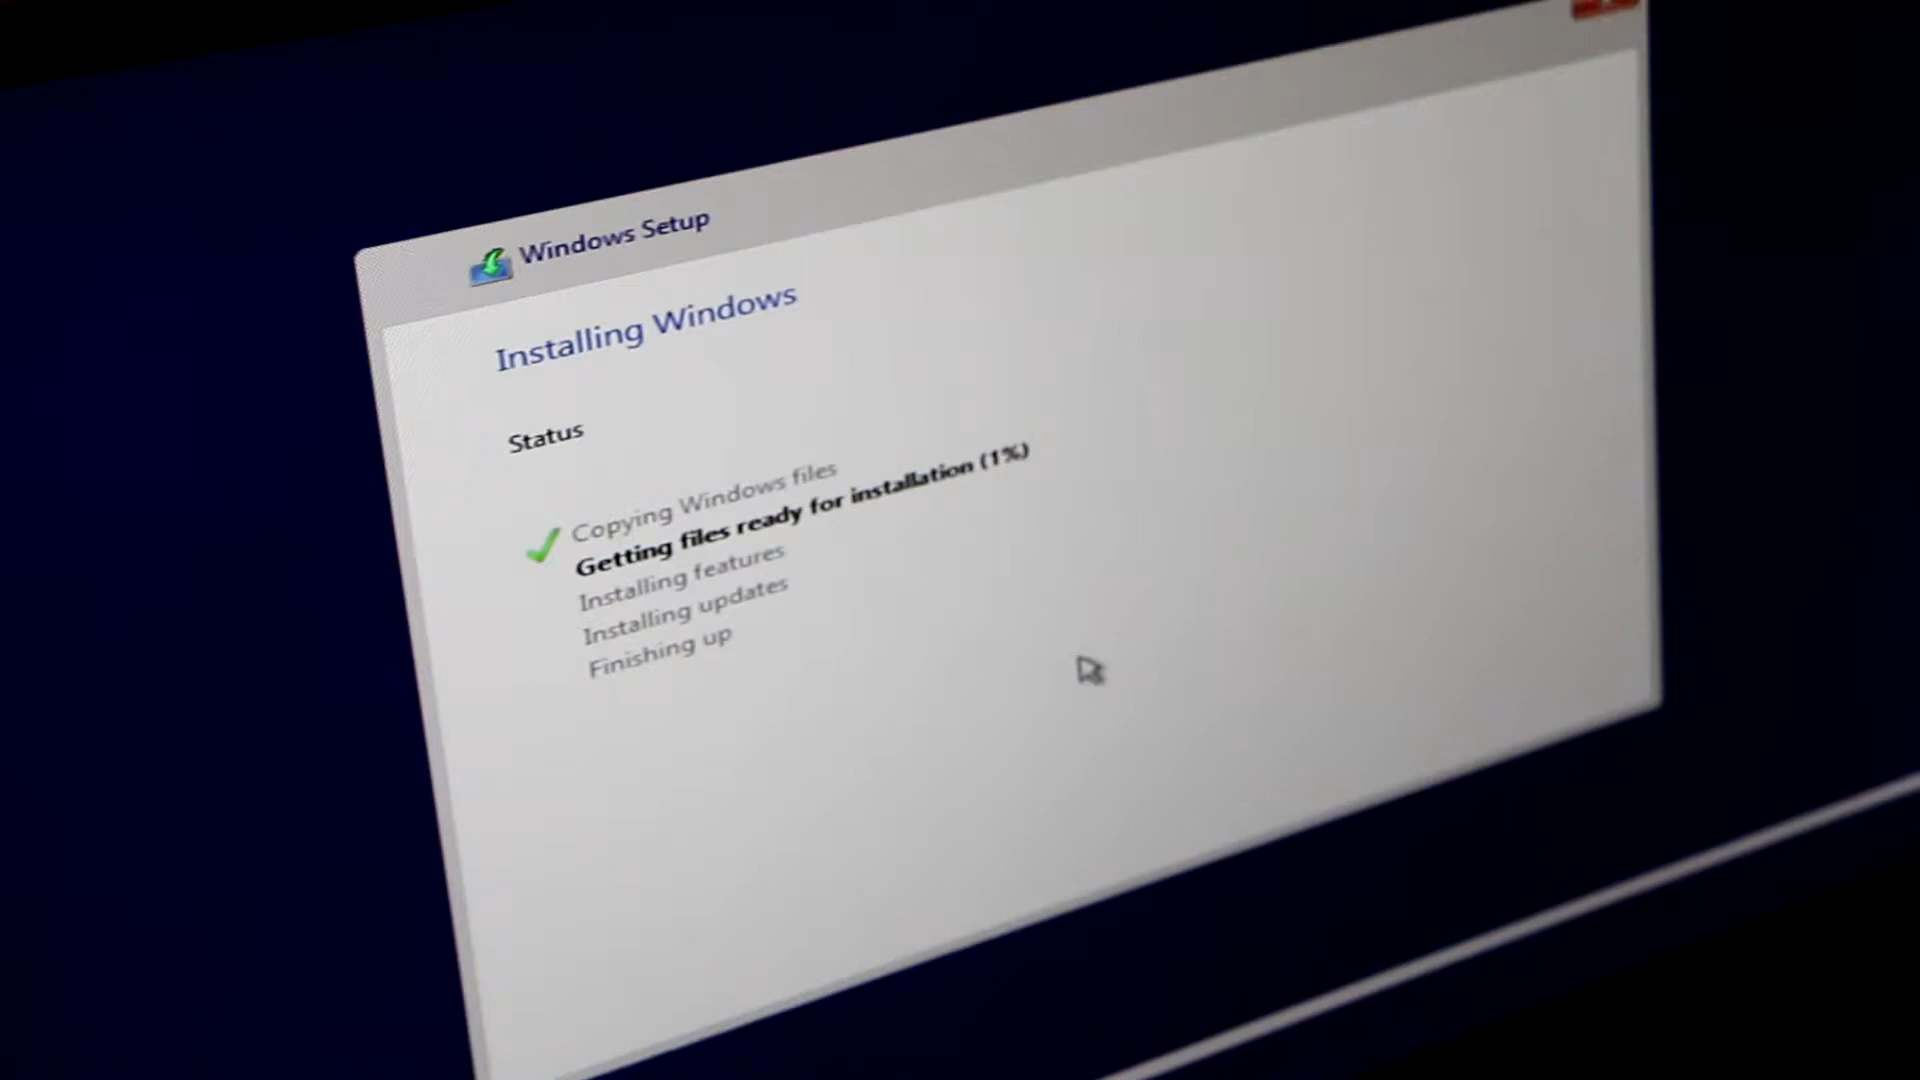 Windows Setup
Installing Windows
Status
Copying Windows files
Getting files ready for installation (1%)
Installing features
Installing updates
Finishing up